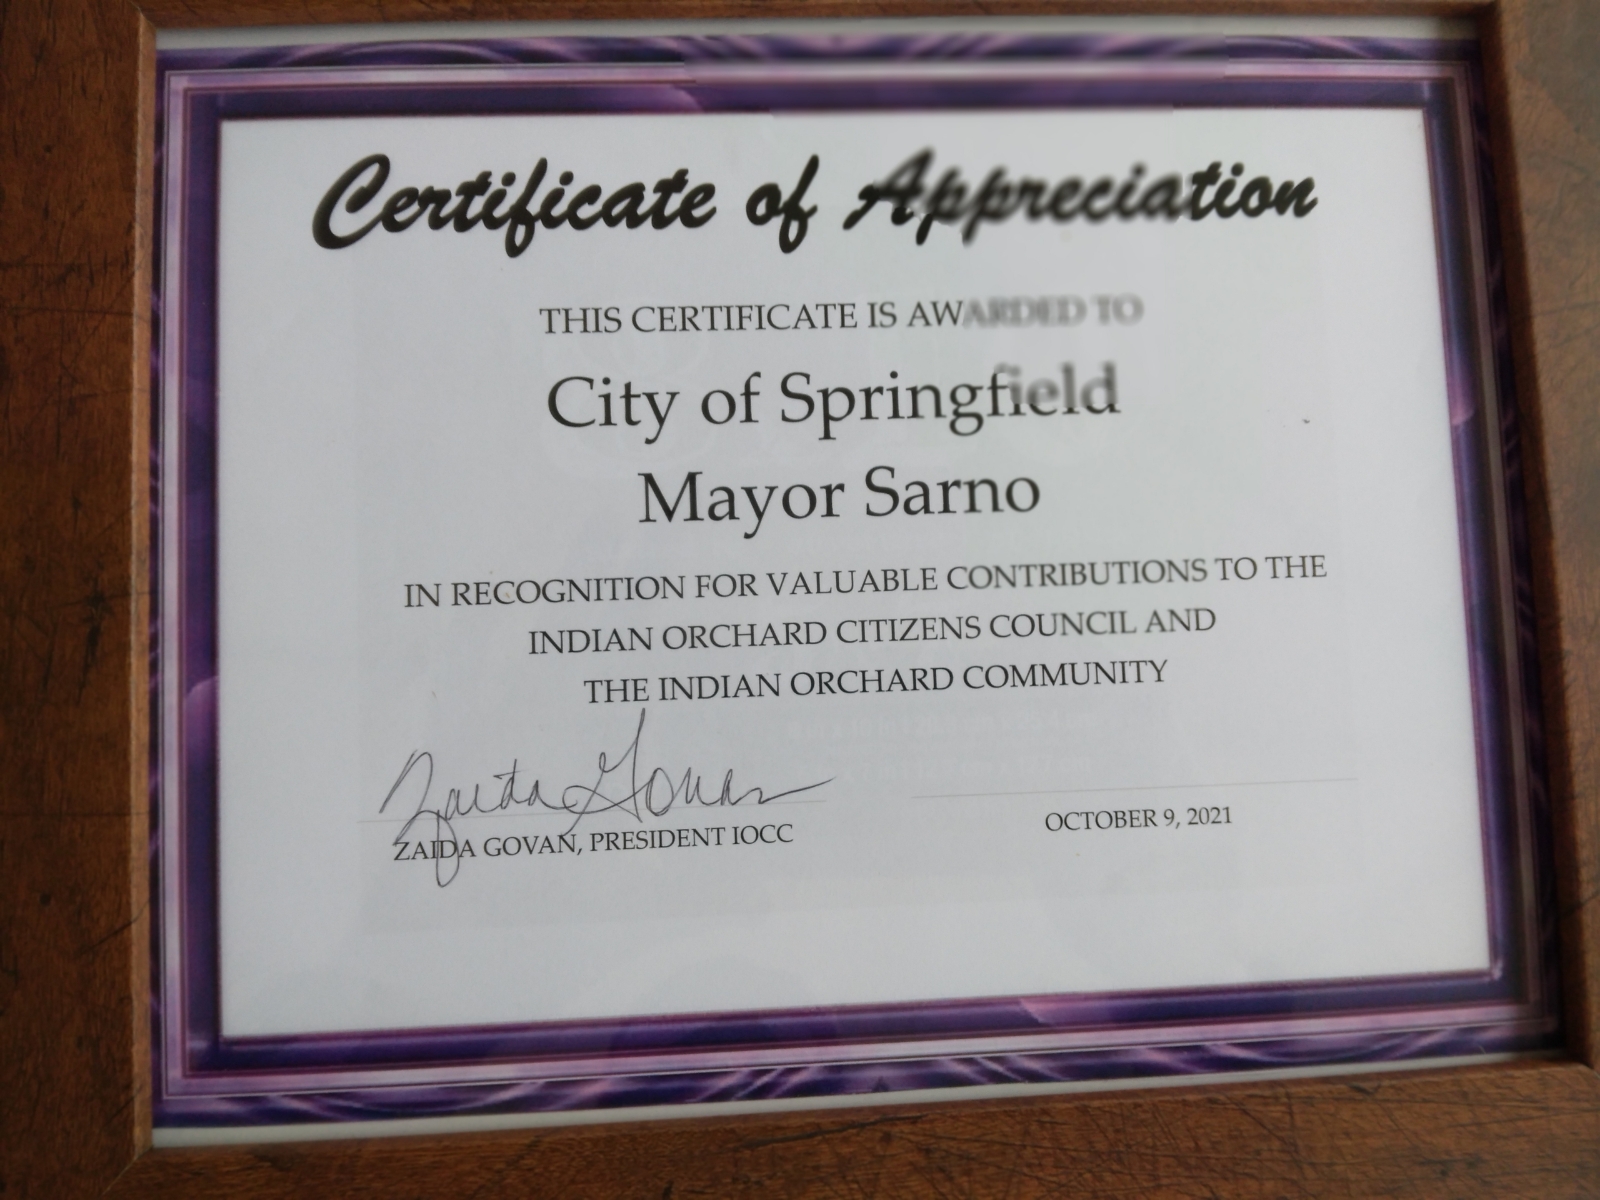 Certificate of Appreciation
THIS CERTIFICATE IS AWARDED TO
City of Springfield
Mayor Sarno
IN RECOGNITION FOR VALUABLE CONTRIBUTIONS TO THE
INDIAN ORCHARD CITIZENS COUNCIL AND
THE INDIAN ORCHARD COMMUNITY
Zaida Govan
ZAIDA GOVAN, PRESIDENT IOCC
OCTOBER 9, 2021